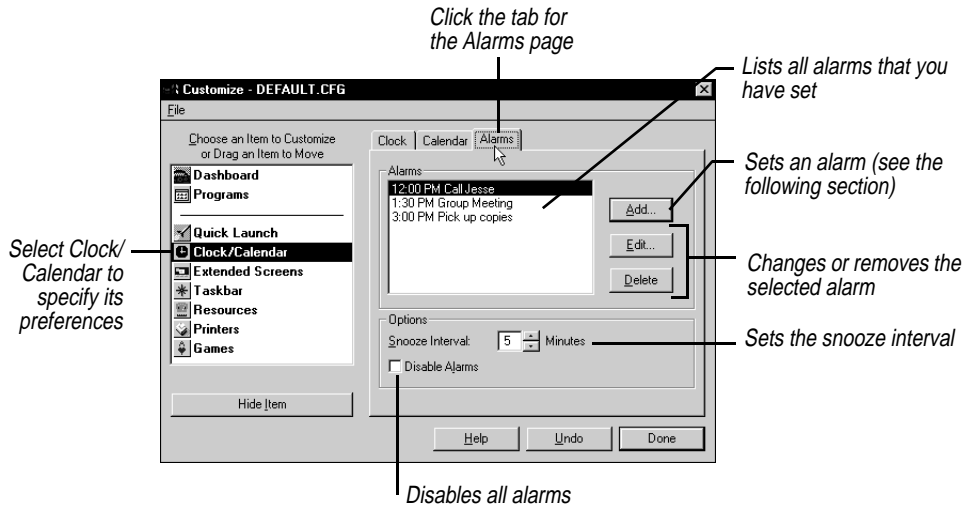 Click the tab for
the Alarms page
Lists all alarms that you
have set
Customize - DEFAULT.CFG
File
Choose an Item to Customize
or Drag an Item to Move
Dashboard
Programs
Quick Launch
Clock/Calendar
Extended Screens
Taskbar
Resources
Printers
Games
Hide Item
Clock
Calendar
Alarms
Alarms
12:00 PM Call Jesse
1:30 PM Group Meeting
3:00 PM Pick up copies
Add...
Edit...
Delete
Options
Snooze Interval:
5
Minutes
Disable Alarms
Help
Undo
Done
Sets an alarm (see the
following section)
Select Clock/
Calendar to
specify its
preferences
Changes or removes the
selected alarm
Sets the snooze interval
Disables all alarms